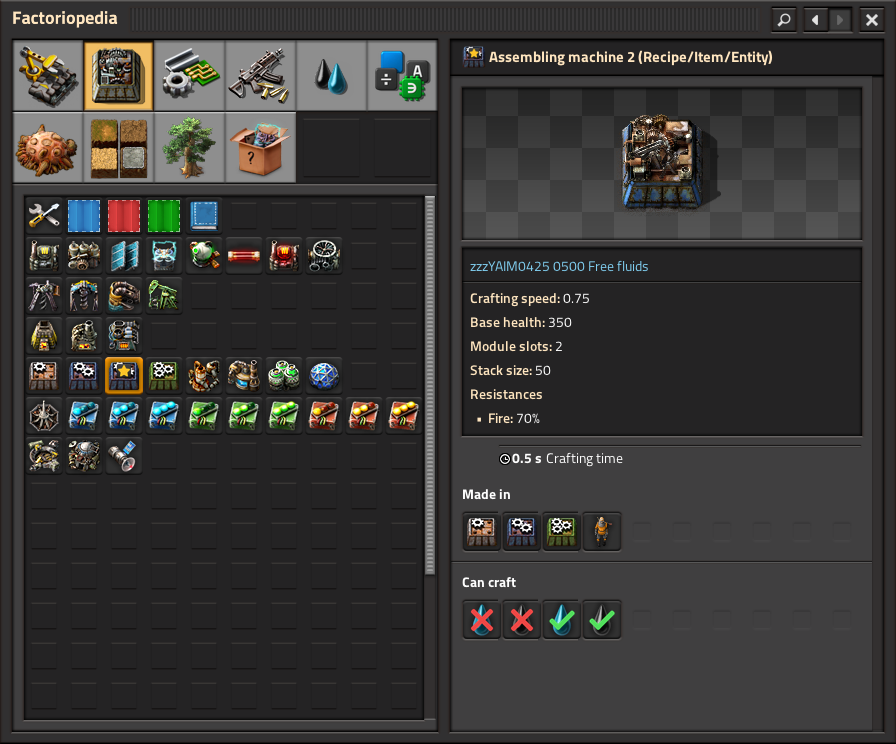 Factoriopedia
Assembling machine 2 (Recipe/Item/Entity)
zzzYAIM0425 0500 Free fluids
Crafting speed: 0.75
Base health: 350
Module slots: 2
Stack size: 50
Resistances
• Fire: 70%
0.5 s Crafting time
Made in
Can craft